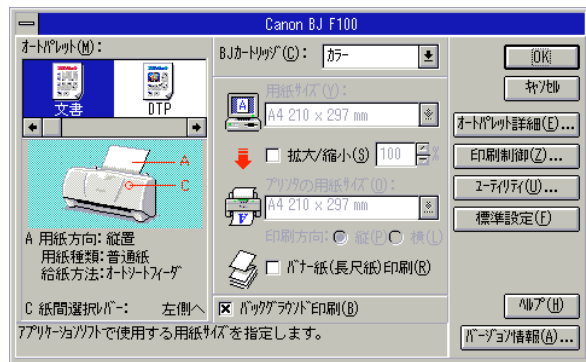 Canon BJ F100
ｵｰﾄﾊﾟﾚｯﾄ(M):
文書
DTP
A
C
A 用紙方向: 縦置
用紙種類: 普通紙
給紙方法: ｵｰﾄｼｰﾄﾌｨｰﾀﾞ
C 紙間選択ﾚﾊﾞｰ: 左側へ
BJｶｰﾄﾘｯｼﾞ(C): ｶﾗｰ
用紙ｻｲｽﾞ(Y):
A4 210 x 297 mm
拡大/縮小(S) 100 %
ﾌﾟﾘﾝﾀの用紙ｻｲｽﾞ(O):
A4 210 x 297 mm
印刷方向: 縦(P) 横(L)
ﾊﾞﾅｰ紙(長尺紙)印刷(R)
ﾊﾞｯｸｸﾞﾗｳﾝﾄﾞ印刷(B)
OK
ｷｬﾝｾﾙ
ｵｰﾄﾊﾟﾚｯﾄ詳細(E)...
印刷制御(Z)...
ﾕｰﾃｨﾘﾃｨ(U)...
標準設定(F)
ﾍﾙﾌﾟ(H)
ﾊﾞｰｼﾞｮﾝ情報(A)...
ｱﾌﾟﾘｹｰｼｮﾝｿﾌﾄで使用する用紙ｻｲｽﾞを指定します。